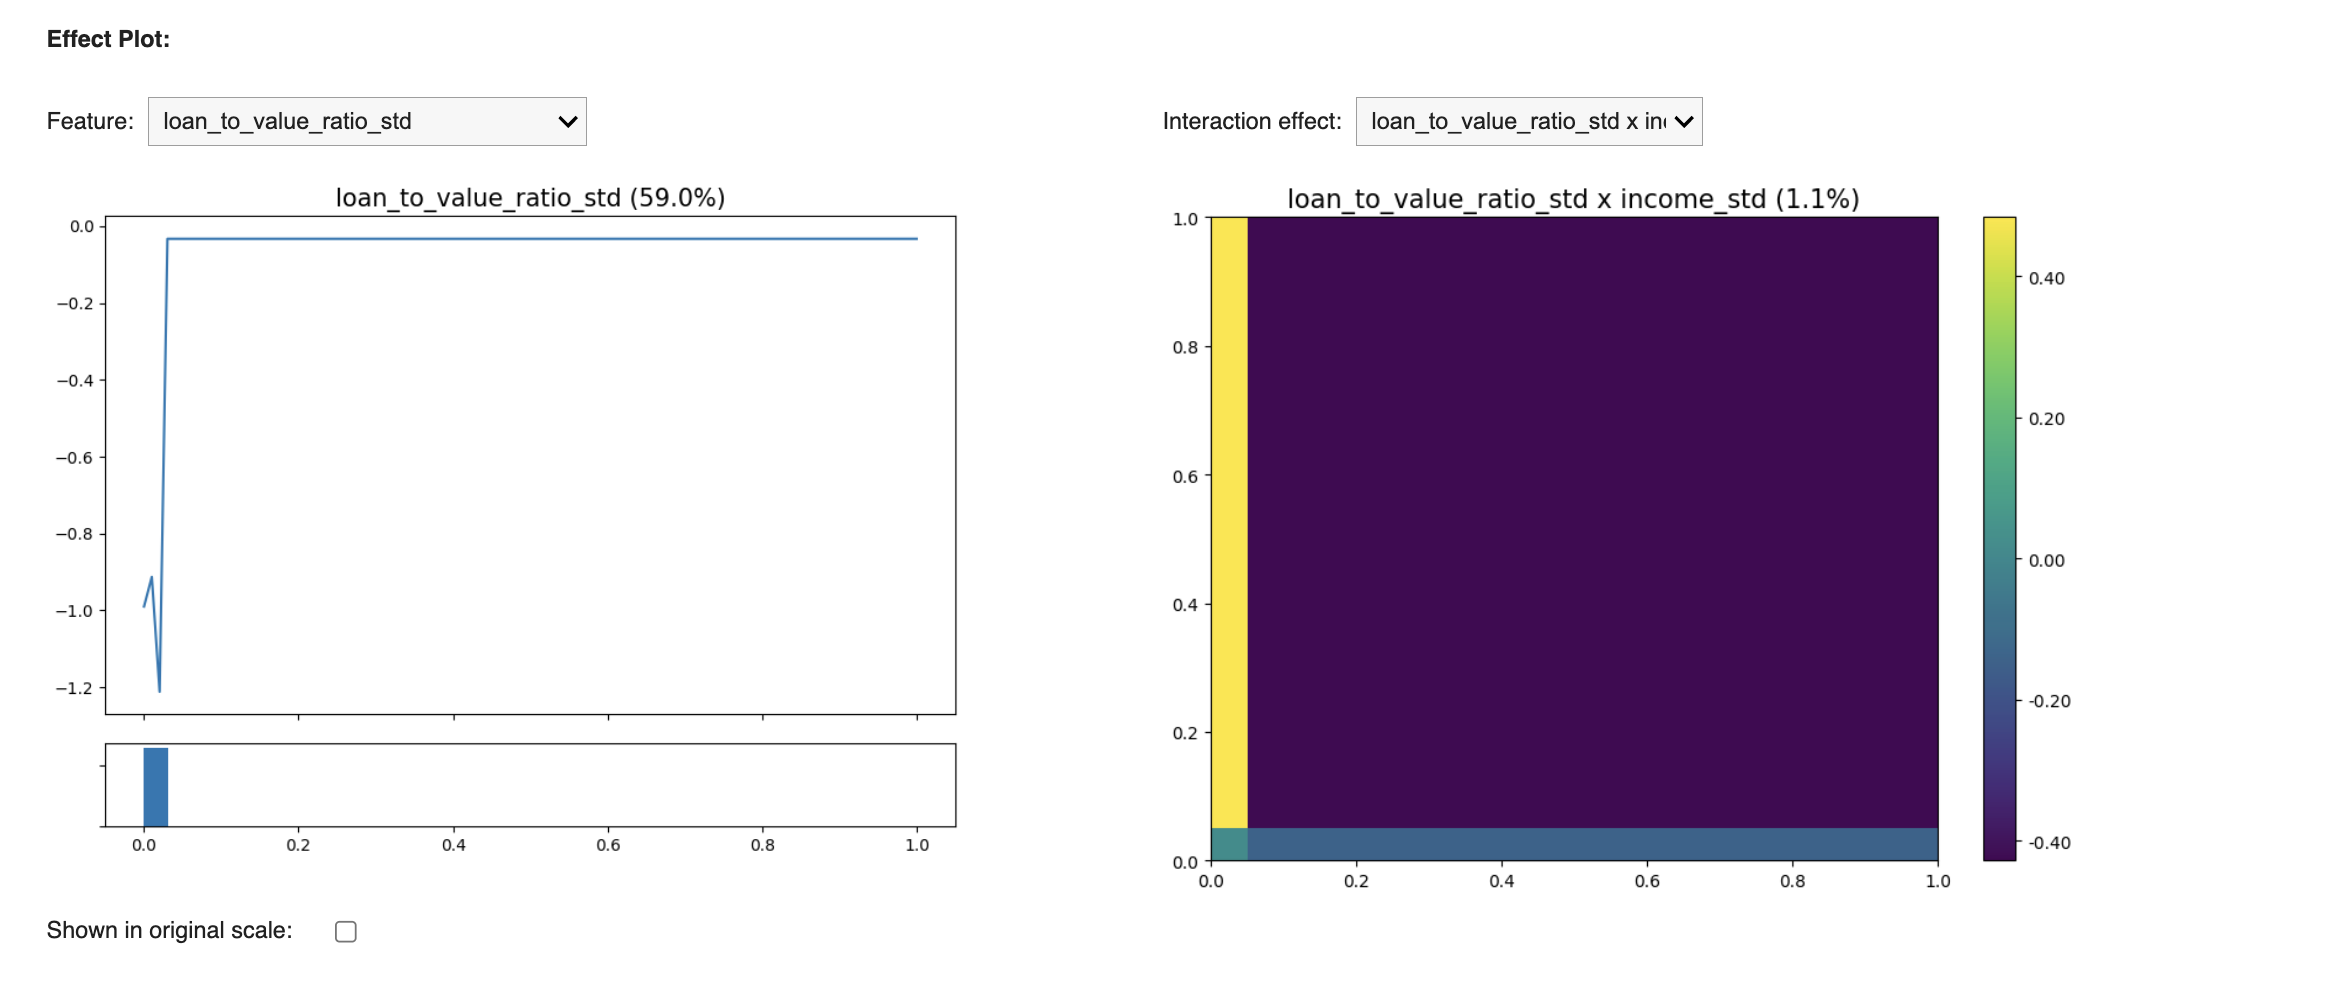 Effect Plot:
Feature: loan_to_value_ratio_std
Interaction effect: loan_to_value_ratio_std x in
loan_to_value_ratio_std (59.0%)
0.0
−0.2
−0.4
−0.6
−0.8
−1.0
−1.2
0.0 0.2 0.4 0.6 0.8 1.0
loan_to_value_ratio_std x income_std (1.1%)
1.0
0.8
0.6
0.4
0.2
0.0
0.0 0.2 0.4 0.6 0.8 1.0
0.40
0.20
0.00
-0.20
-0.40
Shown in original scale: